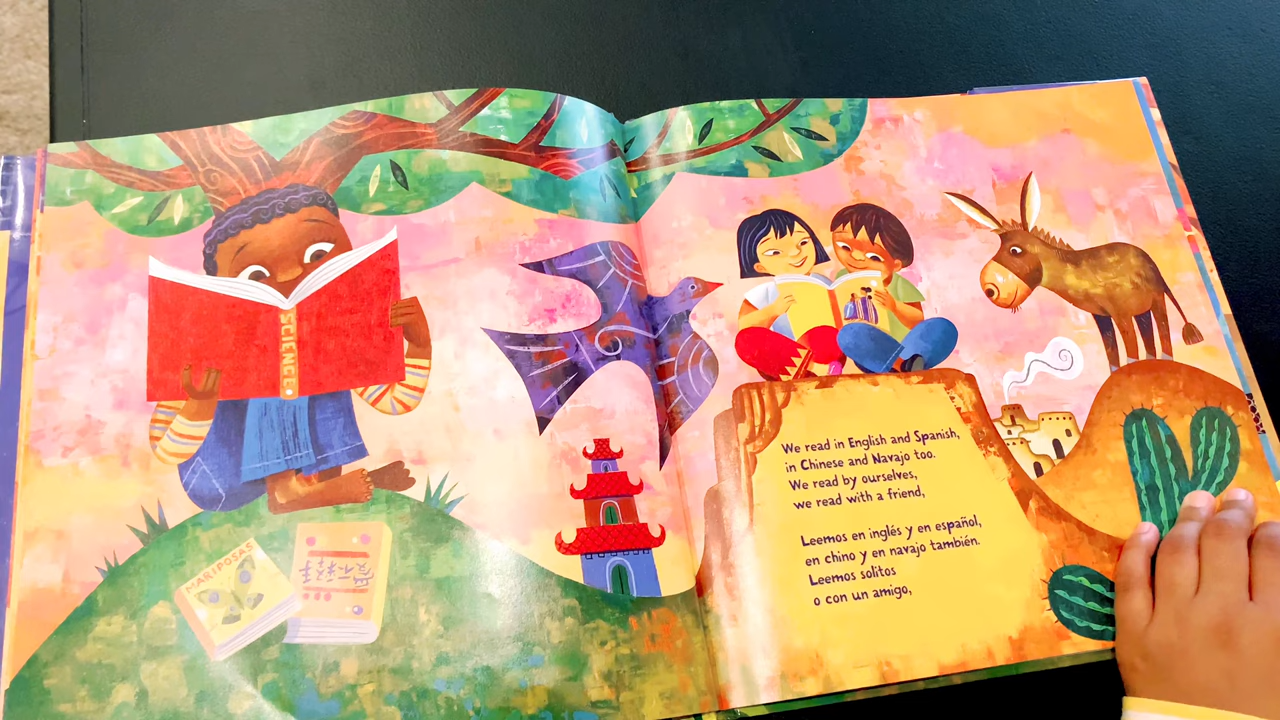 SCIENCE
MARIPOSAS
We read in English and Spanish,
in Chinese and Navajo too.
We read by ourselves,
we read with a friend,
Leemos en inglés y en español,
en chino y en navajo también.
Leemos solitos
o con un amigo,